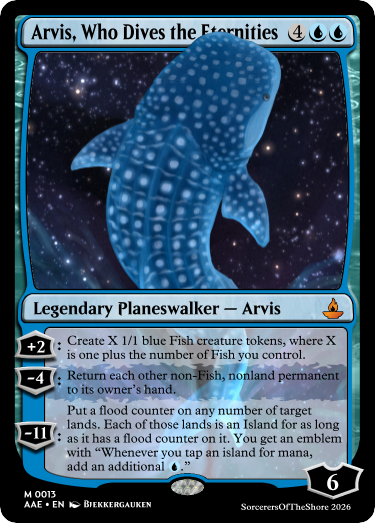 Arvis, Who Dives the Eternities 4
Legendary Planeswalker — Arvis
+2: Create X 1/1 blue Fish creature tokens, where X
is one plus the number of Fish you control.
-4: Return each other non-Fish, nonland permanent
to its owner's hand.
Put a flood counter on any number of target
lands. Each of those lands is an Island for as long
-11: as it has a flood counter on it. You get an emblem
with “Whenever you tap an island for mana,
add an additional .”
6
M 0013
AAE • EN Biekkergauken
SorcerersOfTheShore 2026